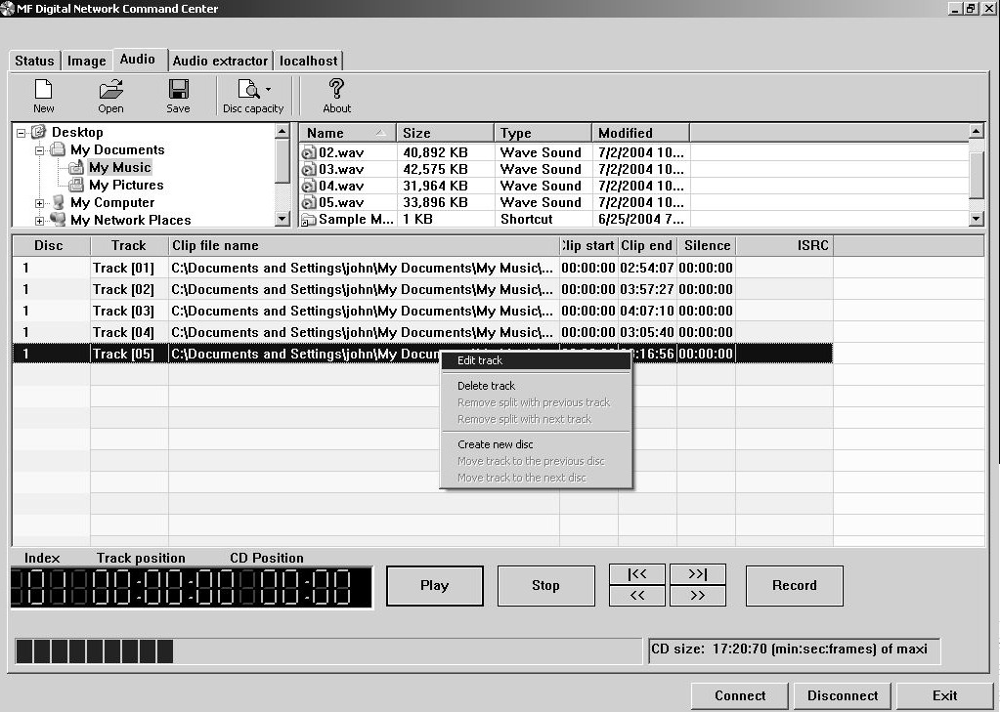 MF Digital Network Command Center
Status Image Audio Audio extractor localhost
New Open Save Disc capacity About
Desktop
My Documents
My Music
My Pictures
My Computer
My Network Places
Name Size Type Modified
02.wav 40,892 KB Wave Sound 7/2/2004 10...
03.wav 42,575 KB Wave Sound 7/2/2004 10...
04.wav 31,964 KB Wave Sound 7/2/2004 10...
05.wav 33,896 KB Wave Sound 7/2/2004 10...
Sample M... 1 KB Shortcut 6/25/2004 7...
Disc Track Clip file name Clip start Clip end Silence ISRC
1 Track [01] C:\Documents and Settings\john\My Documents\My Music\... 00:00:00 02:54:07 00:00:00
1 Track [02] C:\Documents and Settings\john\My Documents\My Music\... 00:00:00 03:57:27 00:00:00
1 Track [03] C:\Documents and Settings\john\My Documents\My Music\... 00:00:00 04:07:10 00:00:00
1 Track [04] C:\Documents and Settings\john\My Documents\My Music\... 00:00:00 03:05:40 00:00:00
1 Track [05] C:\Documents and Settings\john\My Docum :16:56 00:00:00
Edit track
Delete track
Remove split with previous track
Remove split with next track
Create new disc
Move track to the previous disc
Move track to the next disc
Index Track position CD Position
00 00:00:00 00:00
Play Stop |<< >>| Record
<< >>
CD size: 17:20:70 (min:sec:frames) of maxi
Connect Disconnect Exit